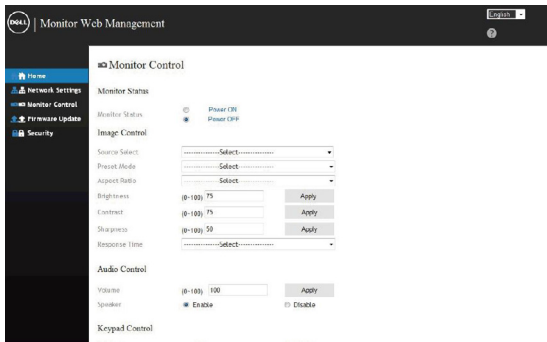 DELL | Monitor Web Management
English
?
Home
Network Settings
Monitor Control
Firmware Update
Security
Monitor Control
Monitor Status
Monitor Status
Power ON
Power OFF
Image Control
Source Select ---------------Select---------------
Preset Mode ---------------Select---------------
Aspect Ratio ---------------Select---------------
Brightness (0~100) 75 Apply
Contrast (0~100) 75 Apply
Sharpness (0~100) 50 Apply
Response Time ---------------Select---------------
Audio Control
Volume (0~100) 100 Apply
Speaker Enable Disable
Keypad Control